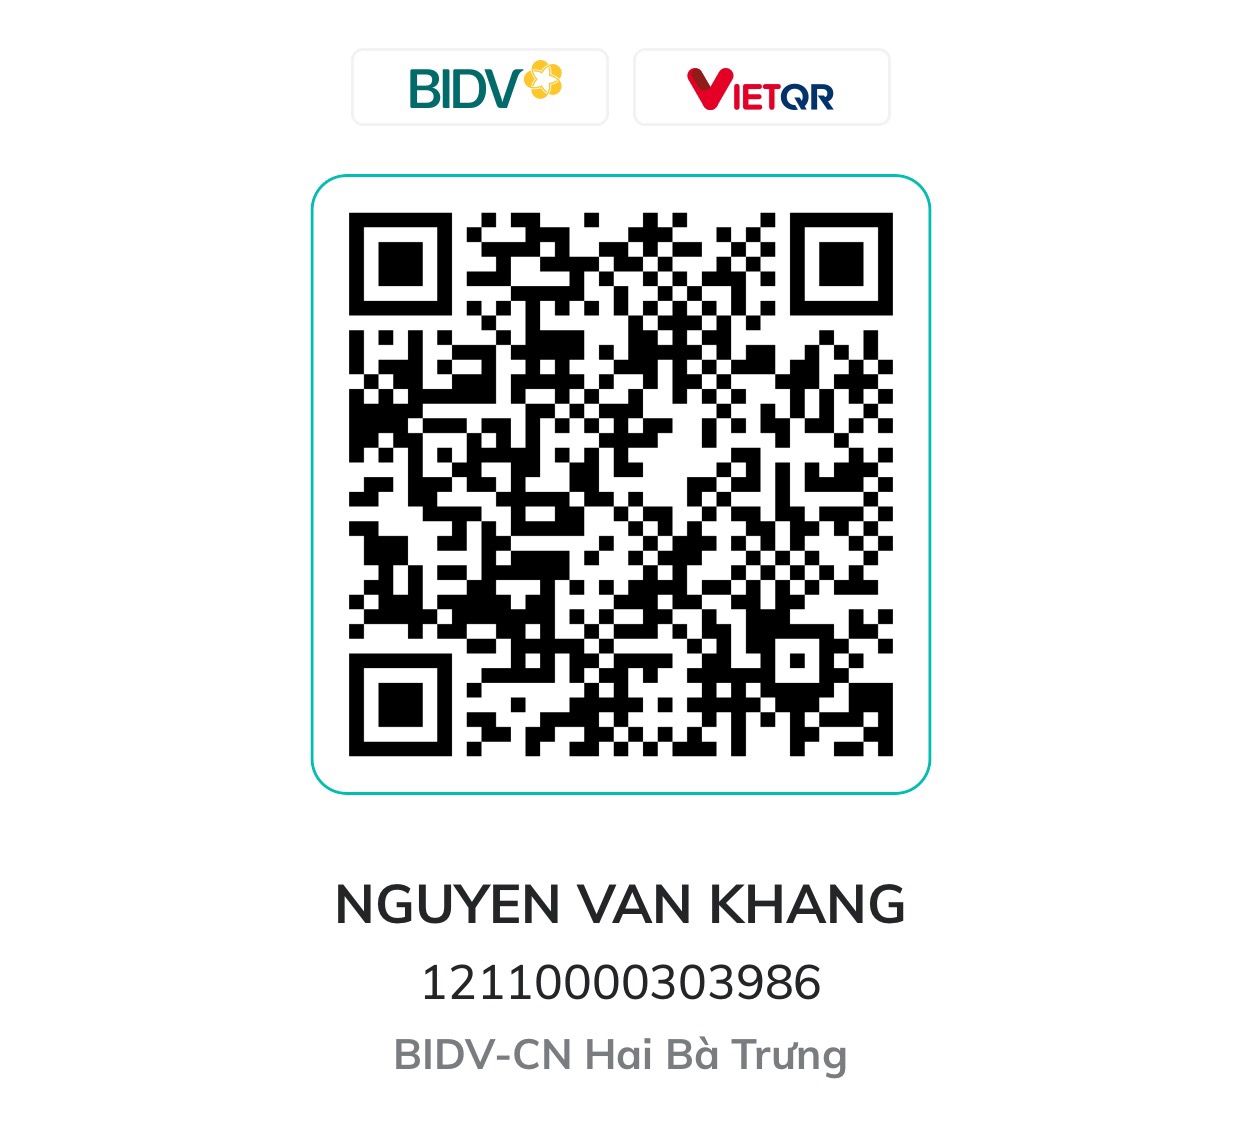 BIDV
VIETQR
NGUYEN VAN KHANG
12110000303986
BIDV-CN Hai Bà Trưng